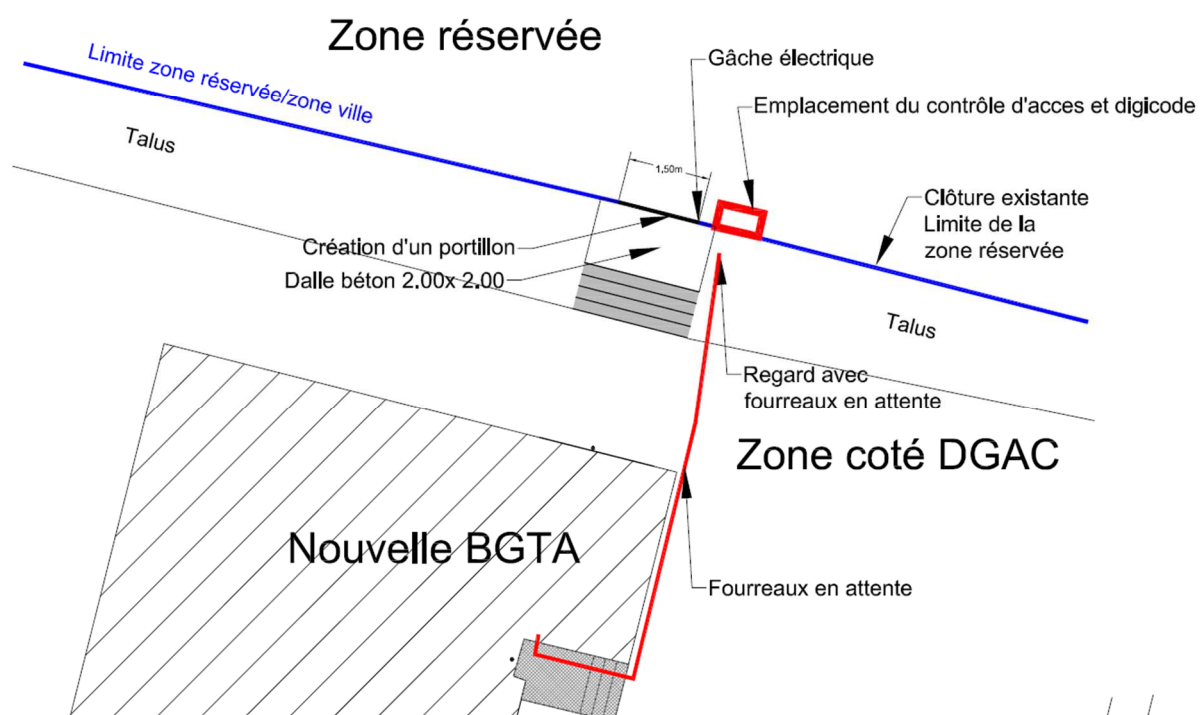 Zone réservée
Limite zone réservée/zone ville
Gâche électrique
Emplacement du contrôle d'acces et digicode
Talus
1,50m
Clôture existante
Limite de la
zone réservée
Création d'un portillon
Dalle béton 2.00x 2.00
Talus
Regard avec
fourreaux en attente
Zone coté DGAC
Nouvelle BGTA
Fourreaux en attente